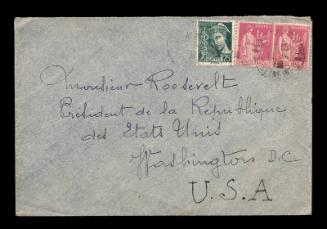 Monsieur Roosevelt
Président de la République
des Etats Unis
Washington D.C
U.S.A